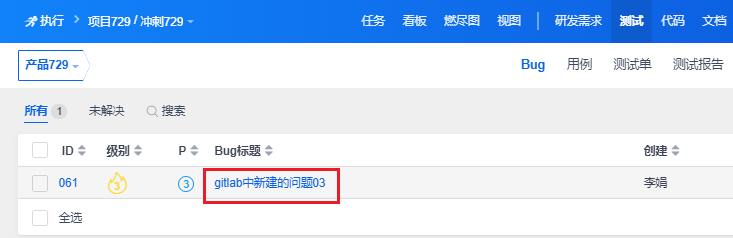 执行 项目729 / 冲刺729 任务 看板 燃尽图 视图 研发需求 测试 代码 文档
产品729 Bug 用例 测试单 测试报告
所有 1 未解决 搜索
ID 级别 P Bug标题 创建
061 3 3 gitlab中新建的问题03 李娟
全选